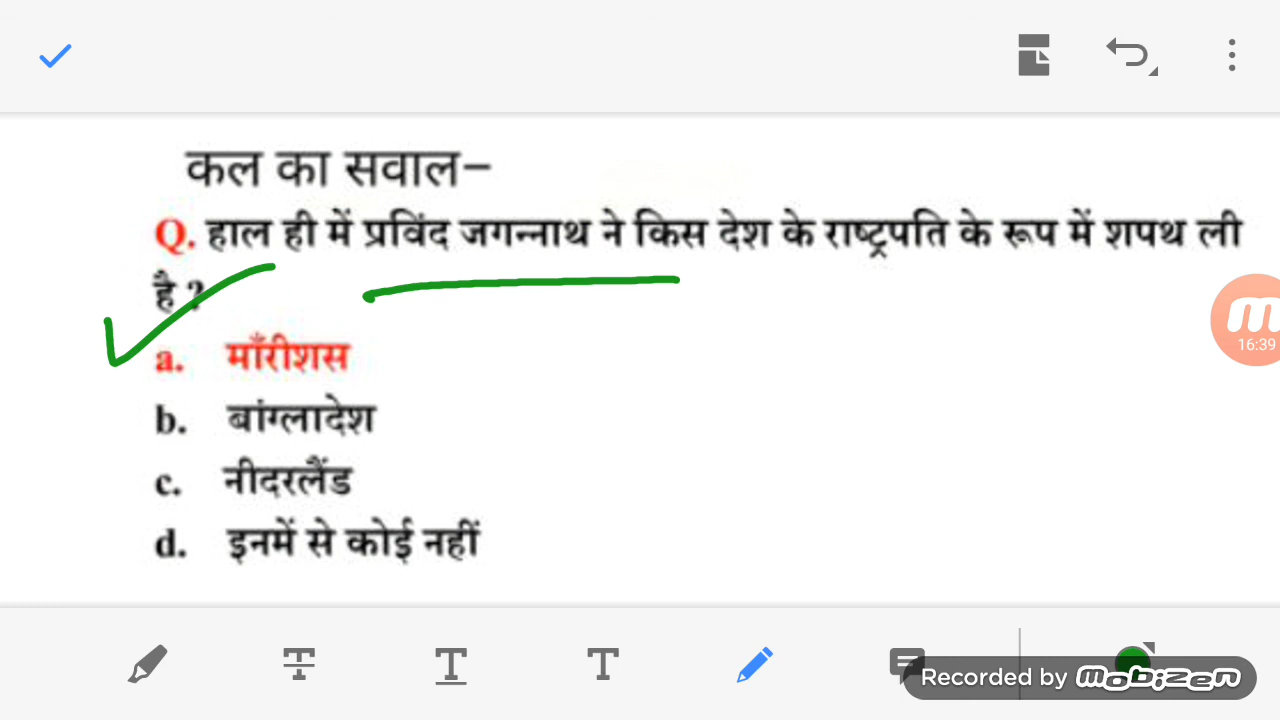 कल का सवाल–
Q. हाल ही में प्रविंद जगन्नाथ ने किस देश के राष्ट्रपति के रूप में शपथ ली
है ?
a. माँरीशस
b. बांग्लादेश
c. नीदरलैंड
d. इनमें से कोई नहीं
16:39
T T T
Recorded by mobizen